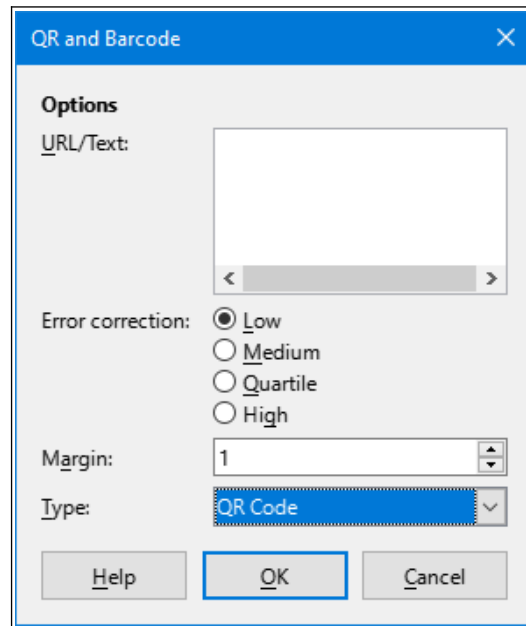 QR and Barcode
Options
URL/Text:
Error correction:
Low
Medium
Quartile
High
Margin:
1
Type:
QR Code
Help
OK
Cancel